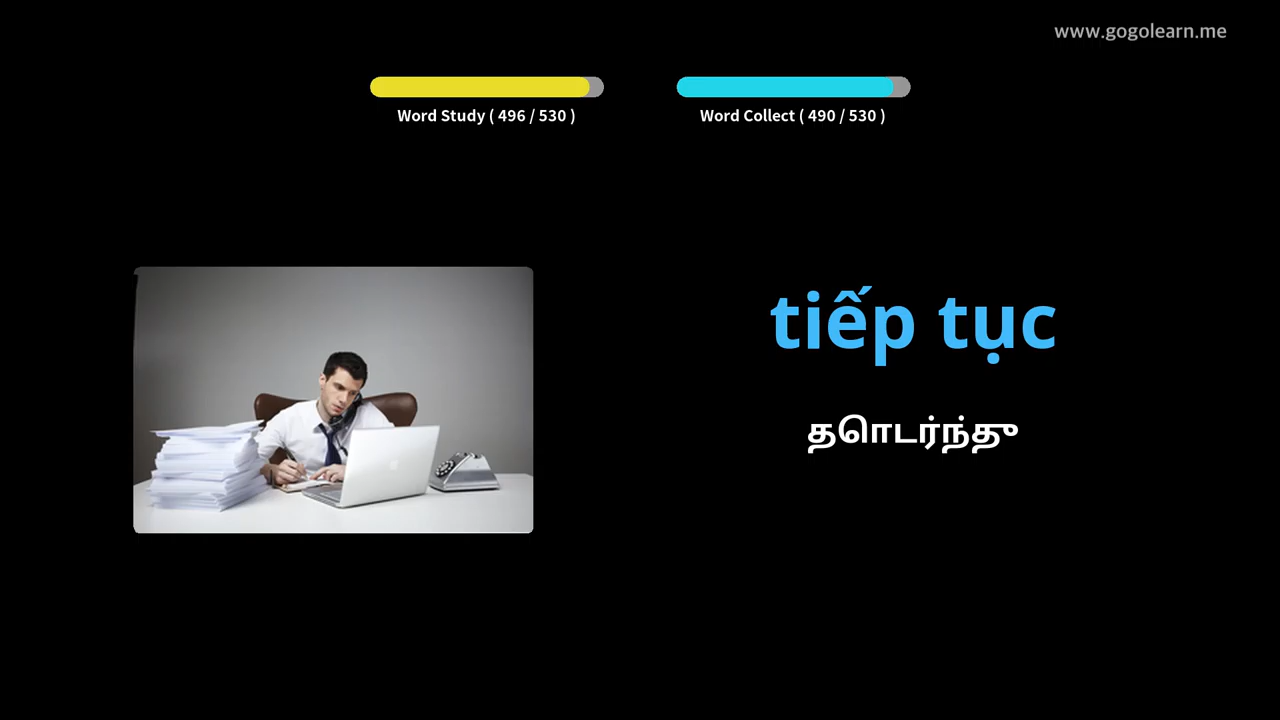 www.gogolearn.me
Word Study ( 496 / 530 )
Word Collect ( 490 / 530 )
tiếp tục
தொடர்ந்து